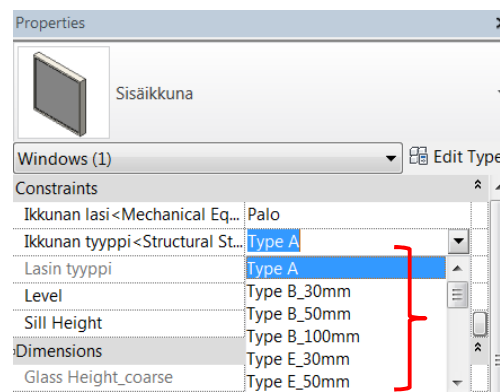 Properties
Sisäikkuna
Windows (1) Edit Type
Constraints
Ikkunan lasi<Mechanical Eq... Palo
Ikkunan tyyppi<Structural St... Type A
Lasin tyyppi Type A
Level Type B_30mm
Type B_50mm
Sill Height Type B_100mm
Dimensions Type E_30mm
Glass Height_coarse Type E_50mm